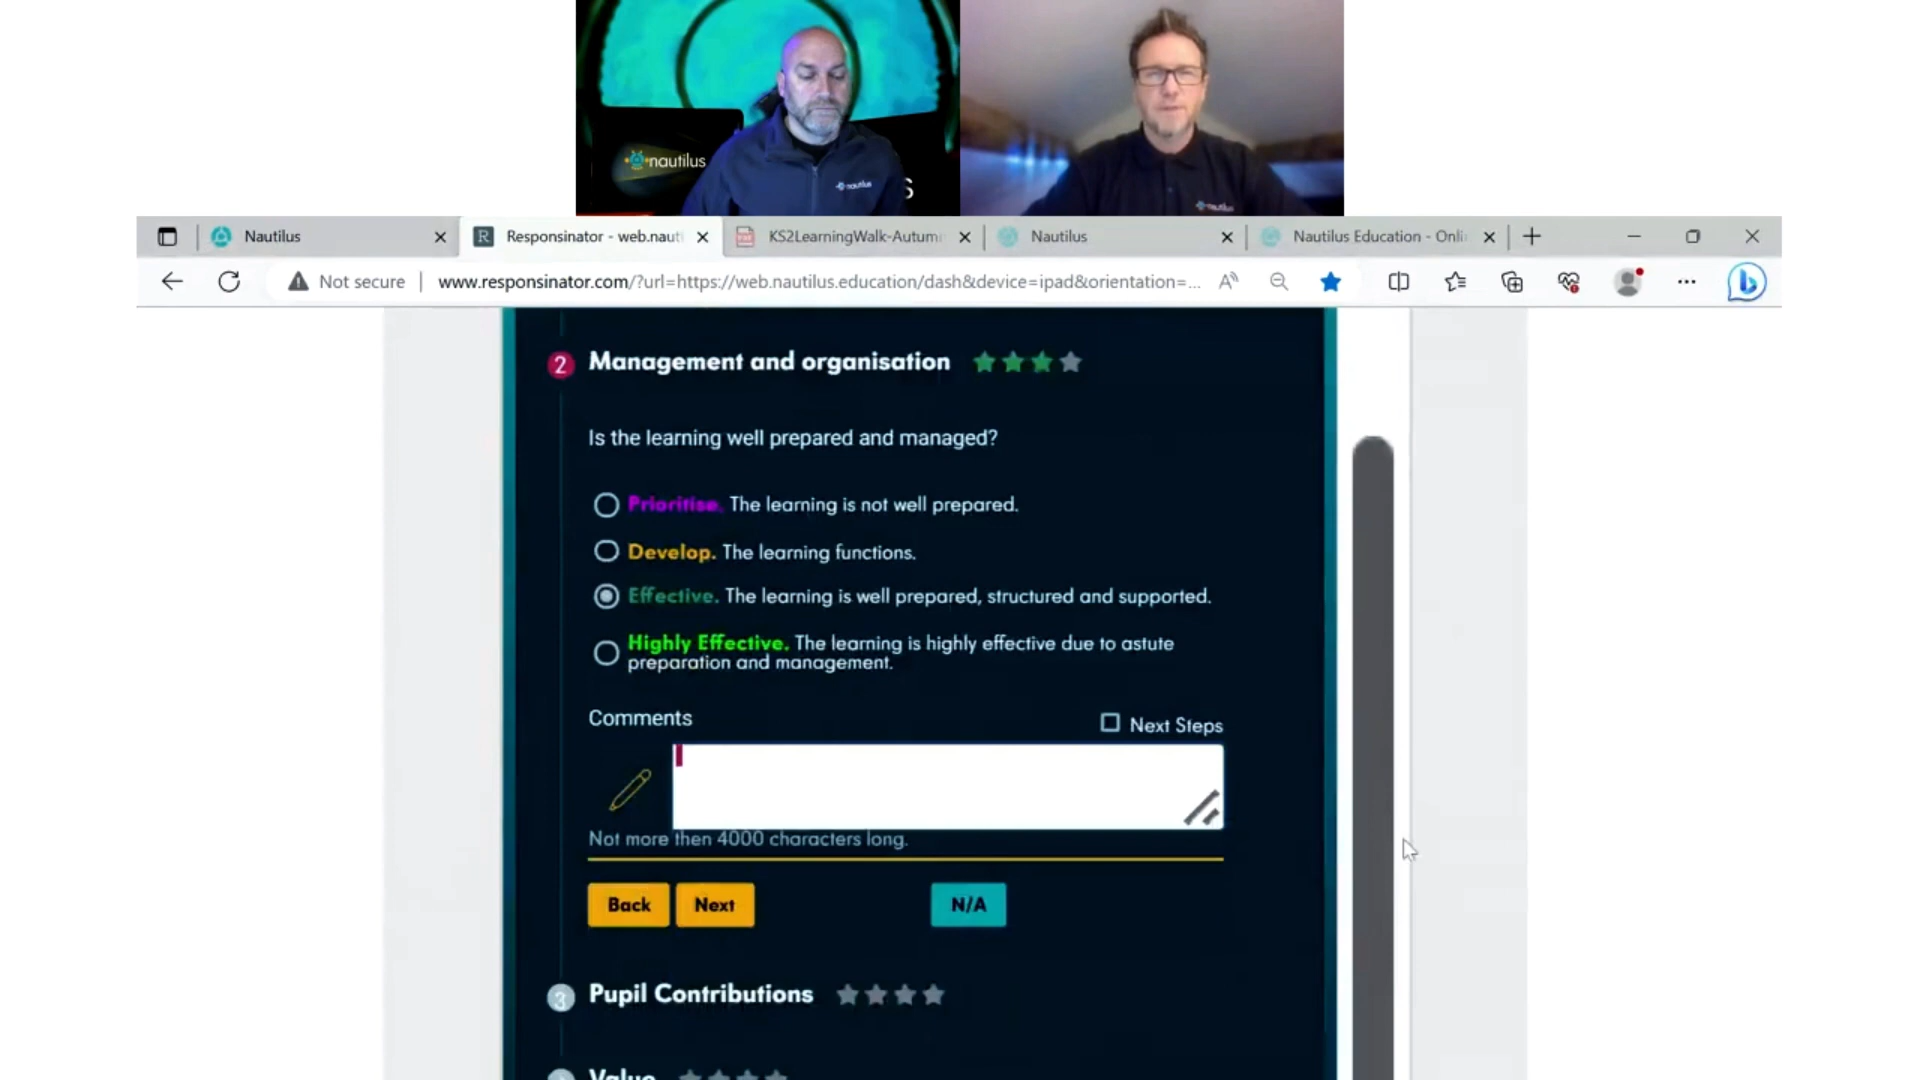 nautilus
nautilus
S
nautilus
Nautilus
Responsinator - web.nauti
KS2LearningWalk-Autum
Nautilus
Nautilus Education - Onli
Not secure
www.responsinator.com/?url=https://web.nautilus.education/dash&device=ipad&orientation=...
2 Management and organisation
Is the learning well prepared and managed?
Prioritise. The learning is not well prepared.
Develop. The learning functions.
Effective. The learning is well prepared, structured and supported.
Highly Effective. The learning is highly effective due to astute
preparation and management.
Comments
Next Steps
Not more then 4000 characters long.
Back Next N/A
3 Pupil Contributions
Value